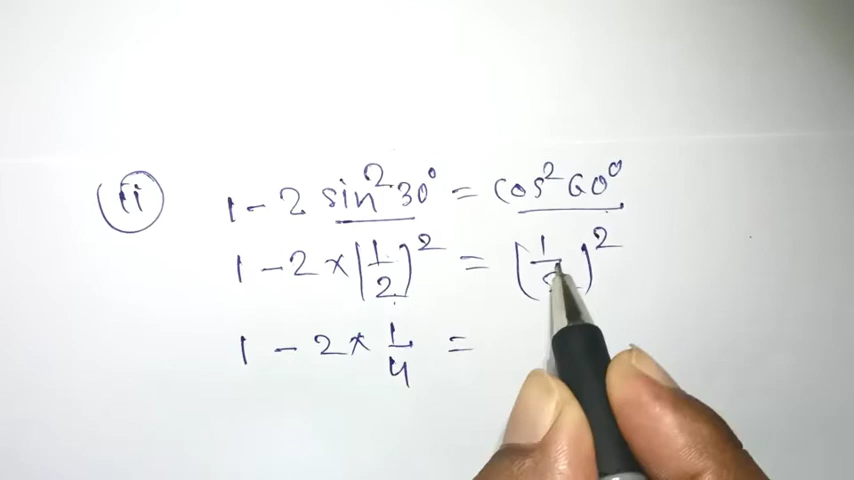 (ii) 1 - 2 sin²30° = cos²60°
1 - 2 × (1/2)² = (1/2)²
1 - 2 × 1/4 =